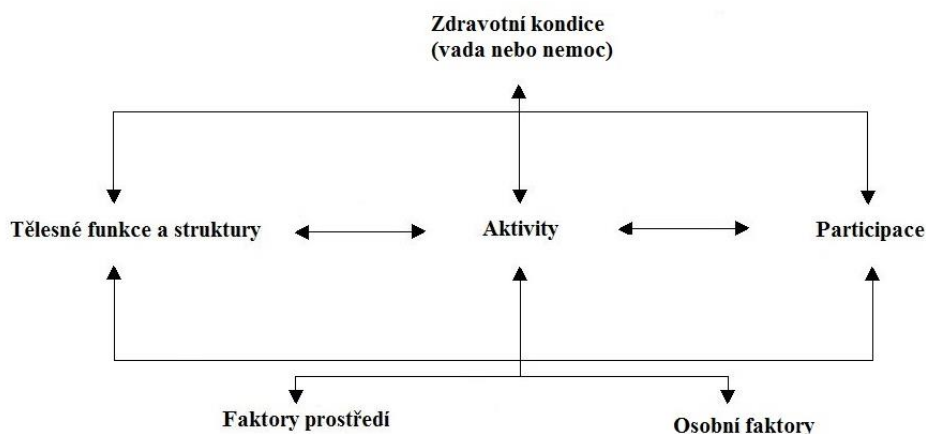 Zdravotní kondice
(vada nebo nemoc)
Tělesné funkce a struktury
Aktivity
Participace
Faktory prostředí
Osobní faktory